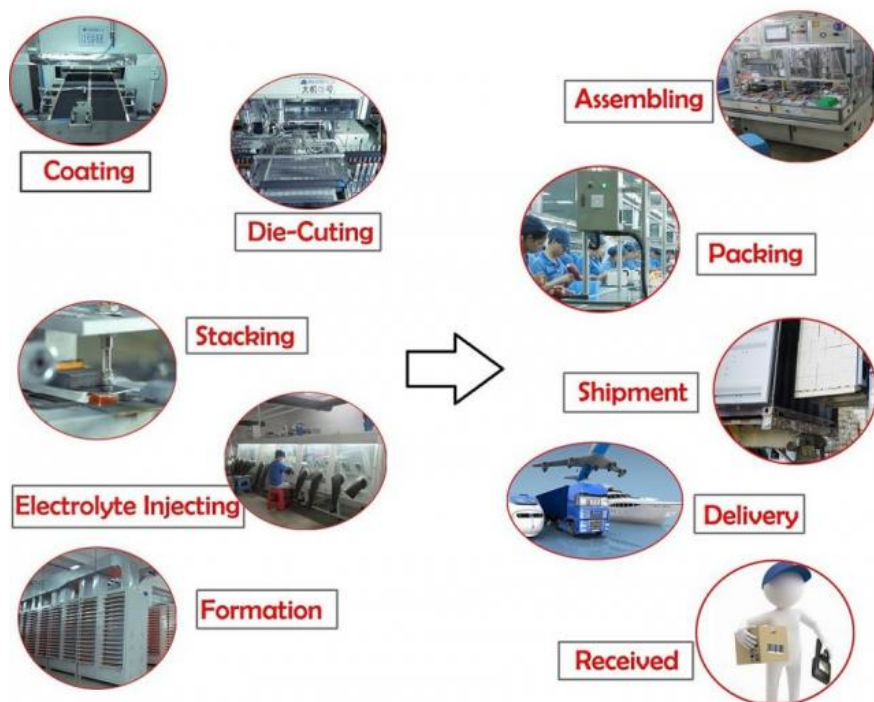 Coating
Die-Cuting
Stacking
Electrolyte Injecting
Formation
Assembling
Packing
Shipment
Delivery
Received